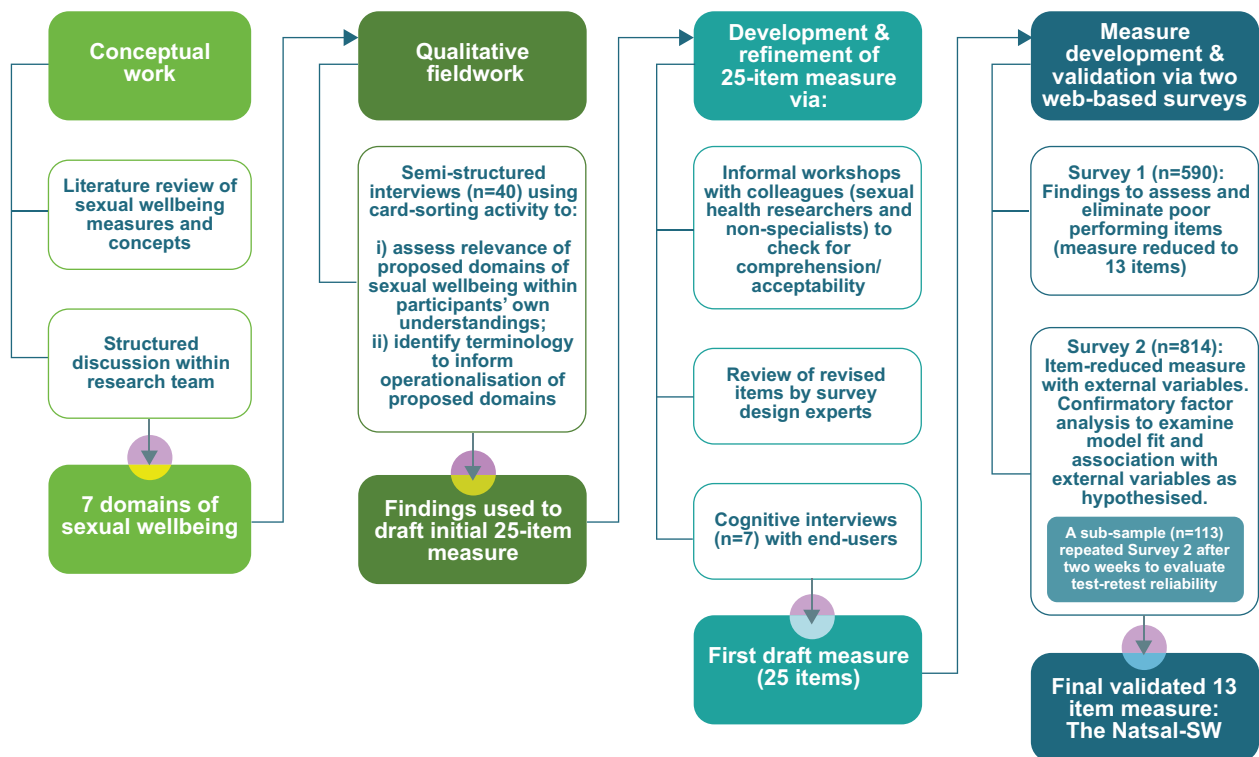 Conceptual
work
Literature review of
sexual wellbeing
measures and
concepts
Structured
discussion within
research team
7 domains of
sexual wellbeing
Qualitative
fieldwork
Semi-structured
interviews (n=40) using
card-sorting activity to:
i) assess relevance of
proposed domains of
sexual wellbeing within
participants’ own
understandings;
ii) identify terminology
to inform
operationalisation of
proposed domains
Findings used to
draft initial 25-item
measure
Development &
refinement of
25-item measure
via:
Informal workshops
with colleagues (sexual
health researchers and
non-specialists) to
check for
comprehension/
acceptability
Review of revised
items by survey
design experts
Cognitive interviews
(n=7) with end-users
First draft measure
(25 items)
Measure
development &
validation via two
web-based surveys
Survey 1 (n=590):
Findings to assess and
eliminate poor
performing items
(measure reduced to
13 items)
Survey 2 (n=814):
Item-reduced measure
with external variables.
Confirmatory factor
analysis to examine
model fit and
association with
external variables as
hypothesised.
A sub-sample (n=113)
repeated Survey 2 after
two weeks to evaluate
test-retest reliability
Final validated 13
item measure:
The Natsal-SW